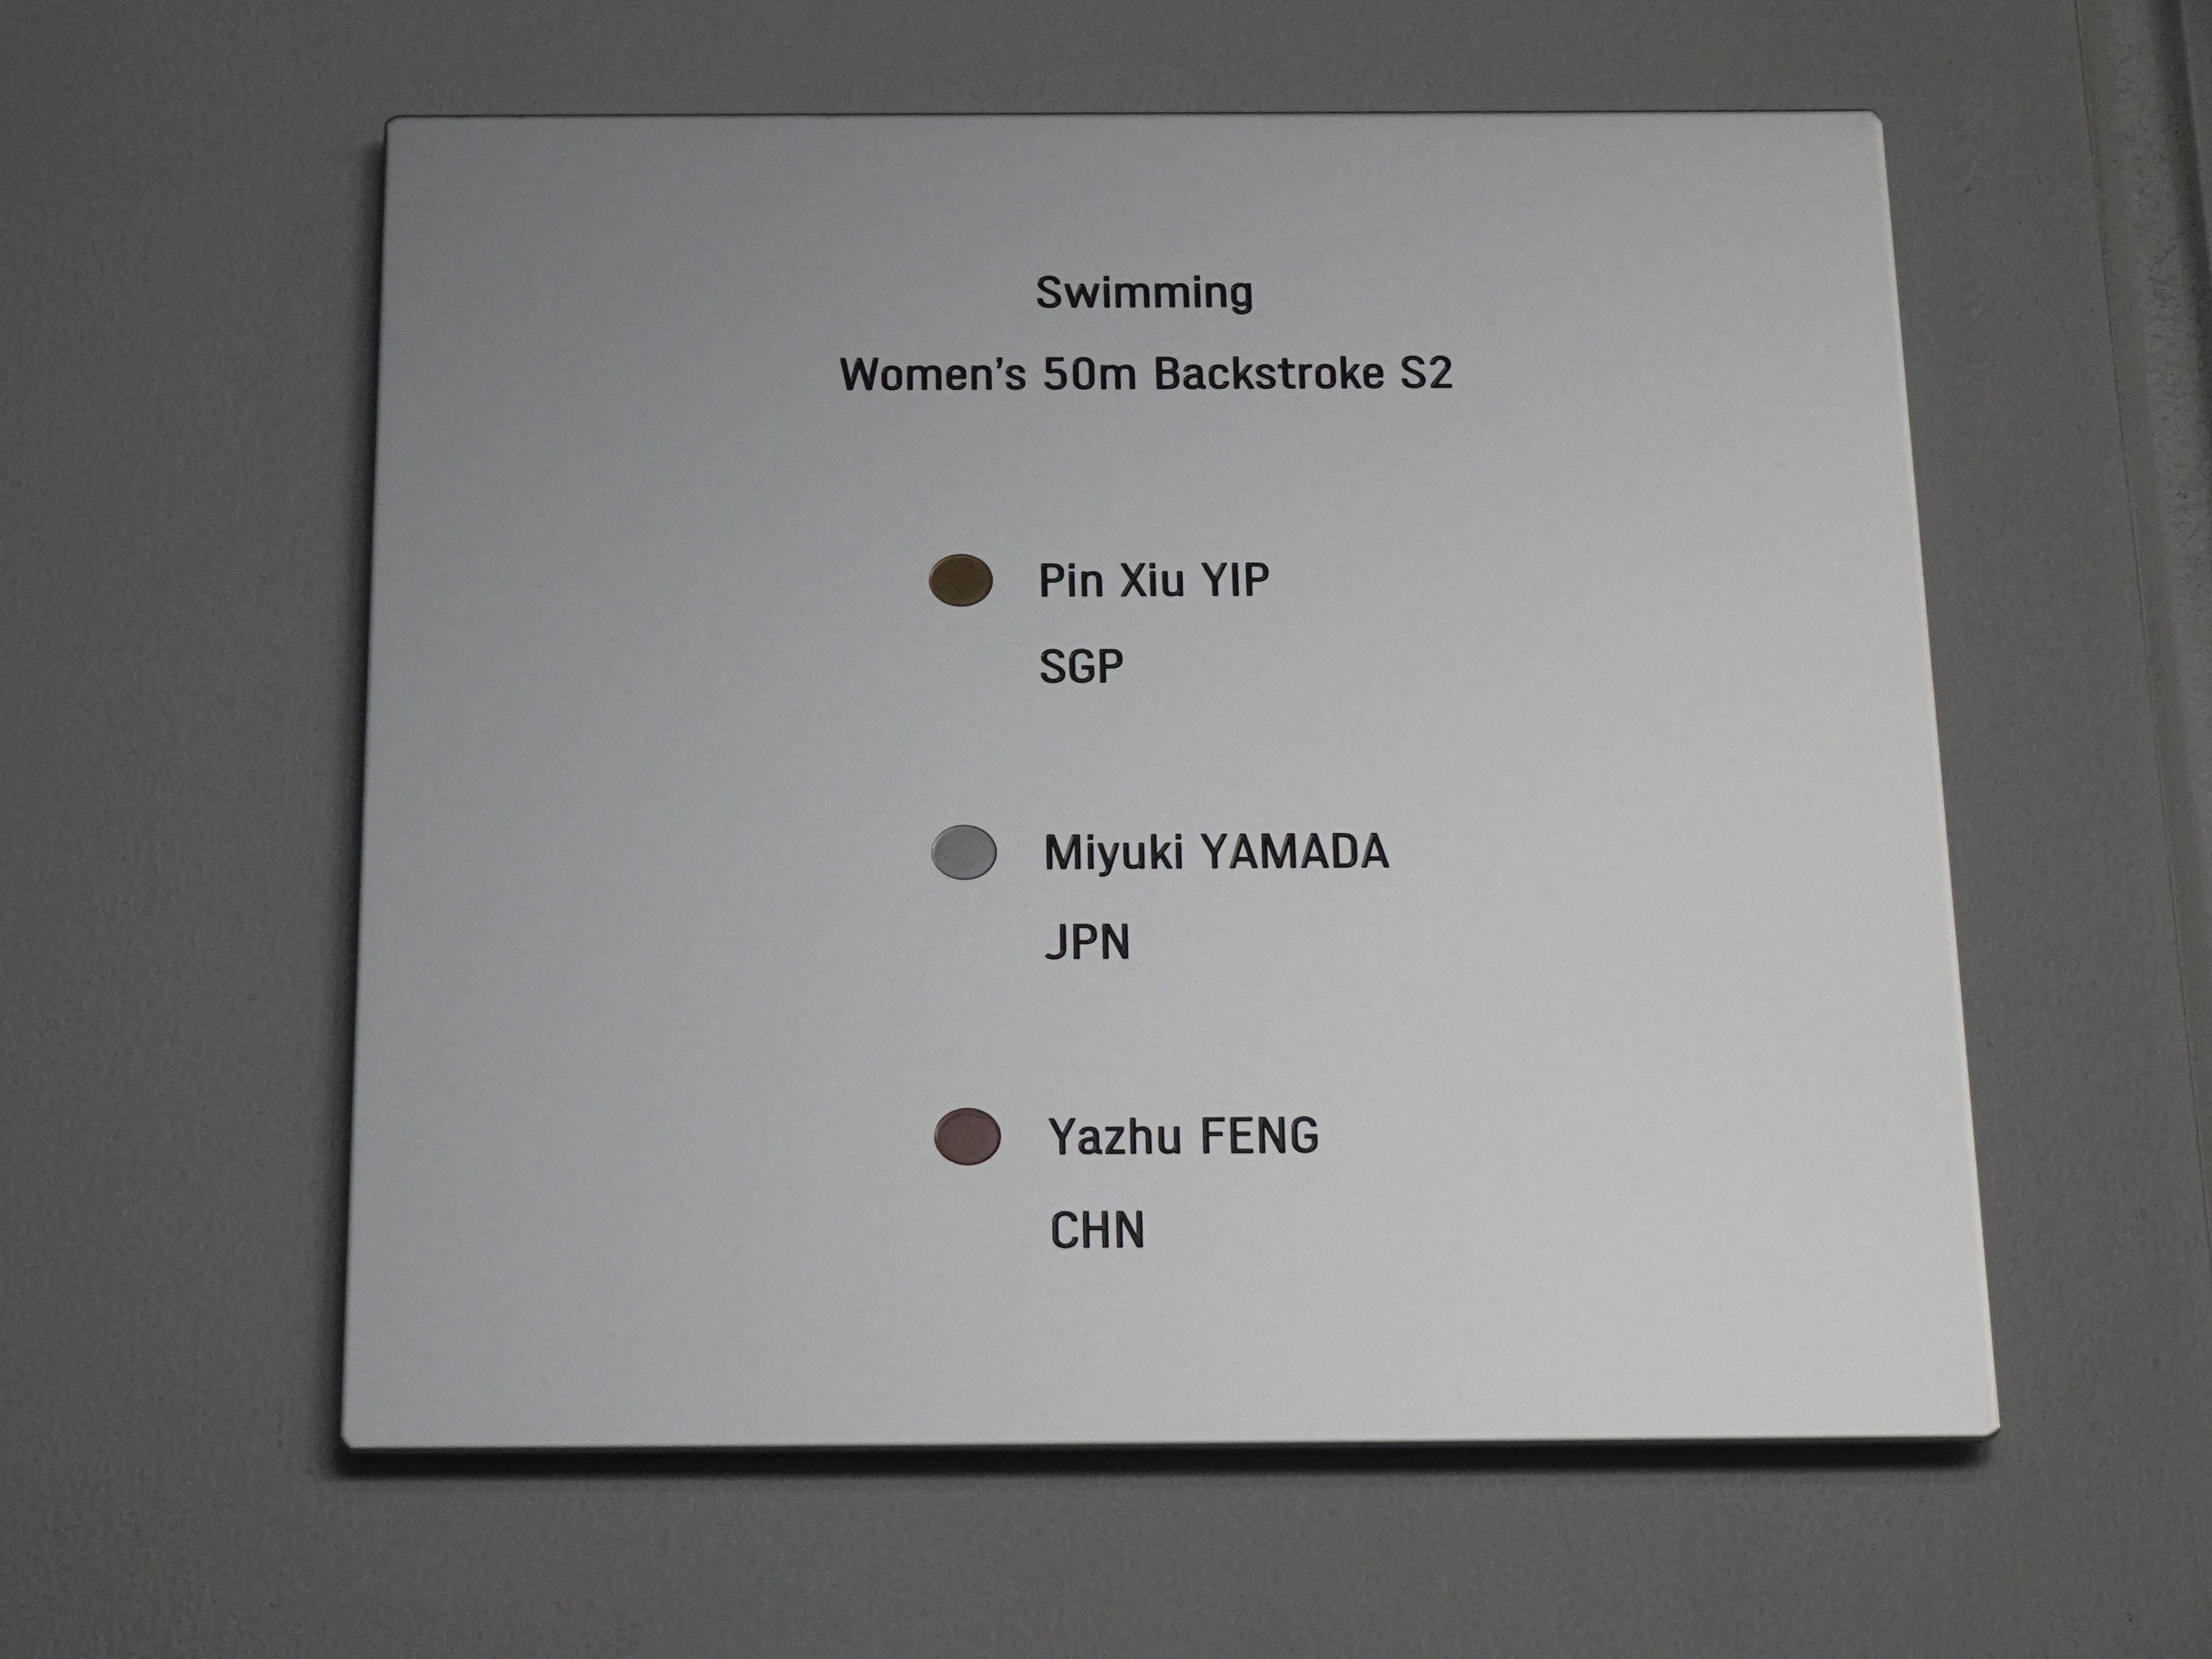 Swimming
Women's 50m Backstroke S2
Pin Xiu YIP
SGP
Miyuki YAMADA
JPN
Yazhu FENG
CHN